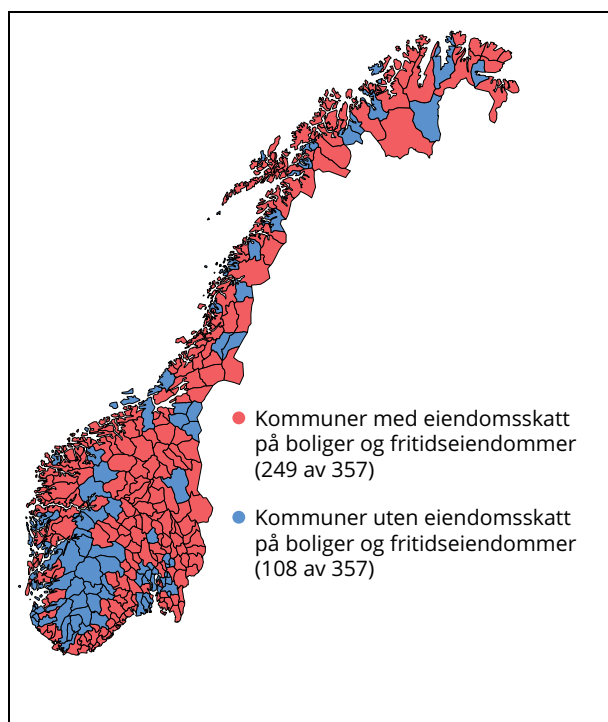 Kommuner med eiendomsskatt
på boliger og fritidseiendommer
(249 av 357)
Kommuner uten eiendomsskatt
på boliger og fritidseiendommer
(108 av 357)